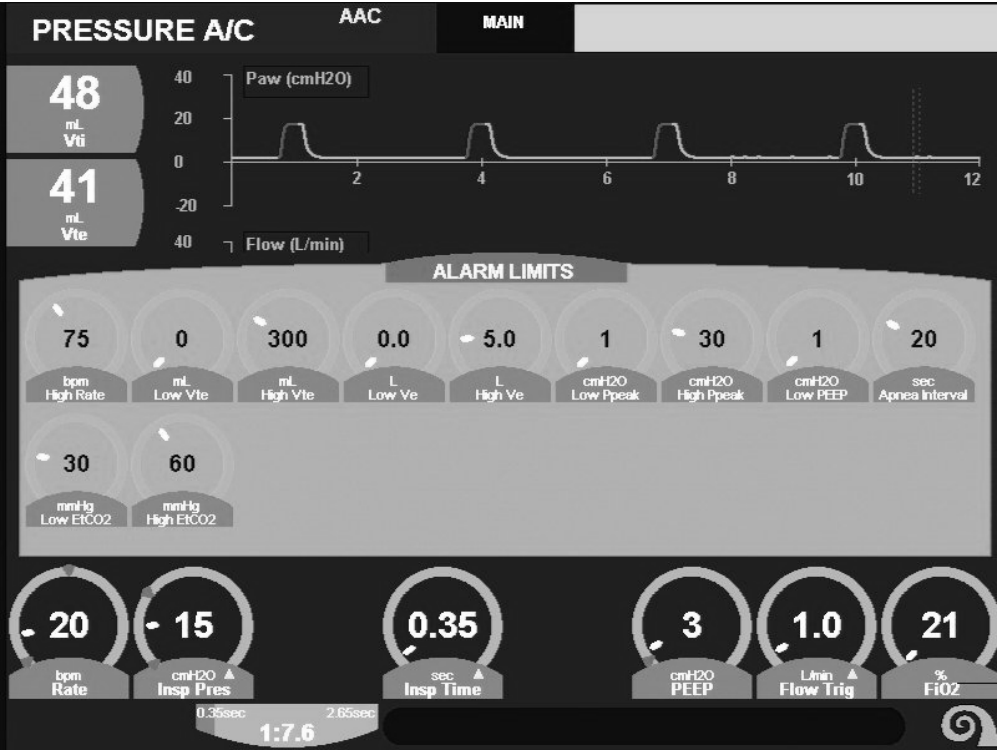 PRESSURE A/C
AAC
MAIN
48
mL
Vti
40
Paw (cmH2O)
20
0
2
4
6
8
10
12
-20
41
mL
Vte
40
Flow (L/min)
ALARM LIMITS
75
bpm
High Rate
0
mL
Low Vte
300
mL
High Vte
0.0
L
Low Ve
5.0
L
High Ve
1
cmH2O
Low Ppeak
30
cmH2O
High Ppeak
1
cmH2O
Low PEEP
20
sec
Apnea Interval
30
mmHg
Low EtCO2
60
mmHg
High EtCO2
20
bpm
Rate
15
cmH2O
Insp Pres
0.35
sec
Insp Time
3
cmH2O
PEEP
1.0
L/min
Flow Trig
21
%
FiO2
0.35sec 2.65sec
1:7.6